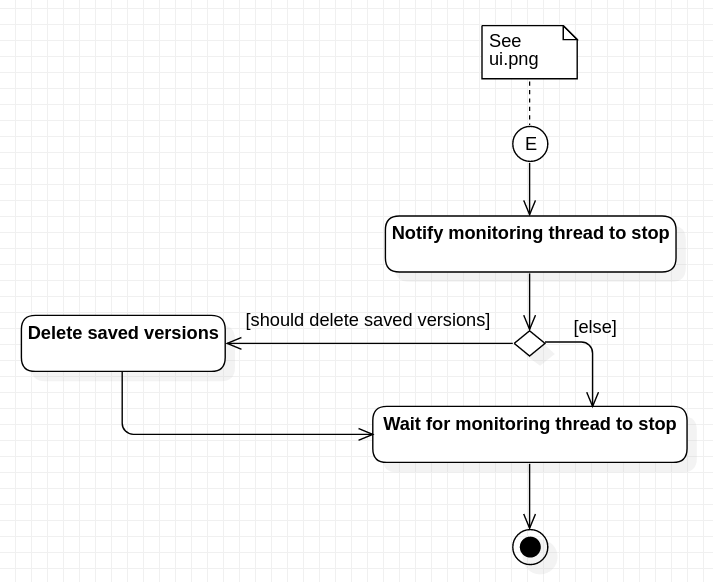 See
ui.png
E
Notify monitoring thread to stop
[should delete saved versions]
[else]
Delete saved versions
Wait for monitoring thread to stop